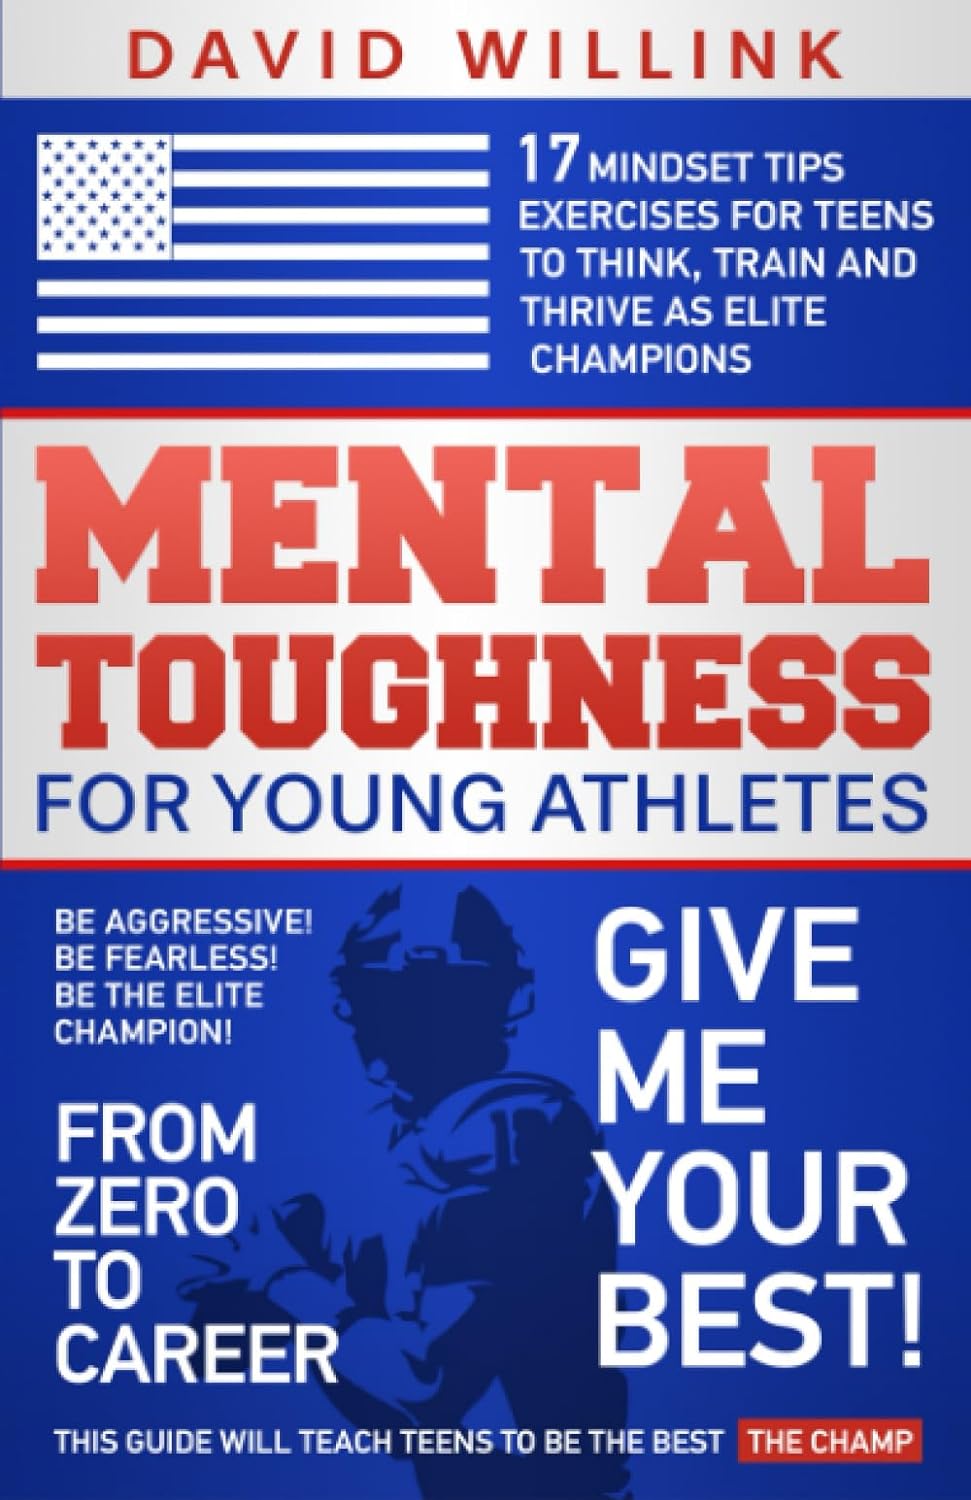 DAVID WILLINK
17 MINDSET TIPS
EXERCISES FOR TEENS
TO THINK, TRAIN AND
THRIVE AS ELITE
CHAMPIONS
MENTAL
TOUGHNESS
FOR YOUNG ATHLETES
BE AGGRESSIVE!
BE FEARLESS!
BE THE ELITE
CHAMPION!
FROM
ZERO
TO
CAREER
GIVE
ME
YOUR
BEST!
THIS GUIDE WILL TEACH TEENS TO BE THE BEST THE CHAMP